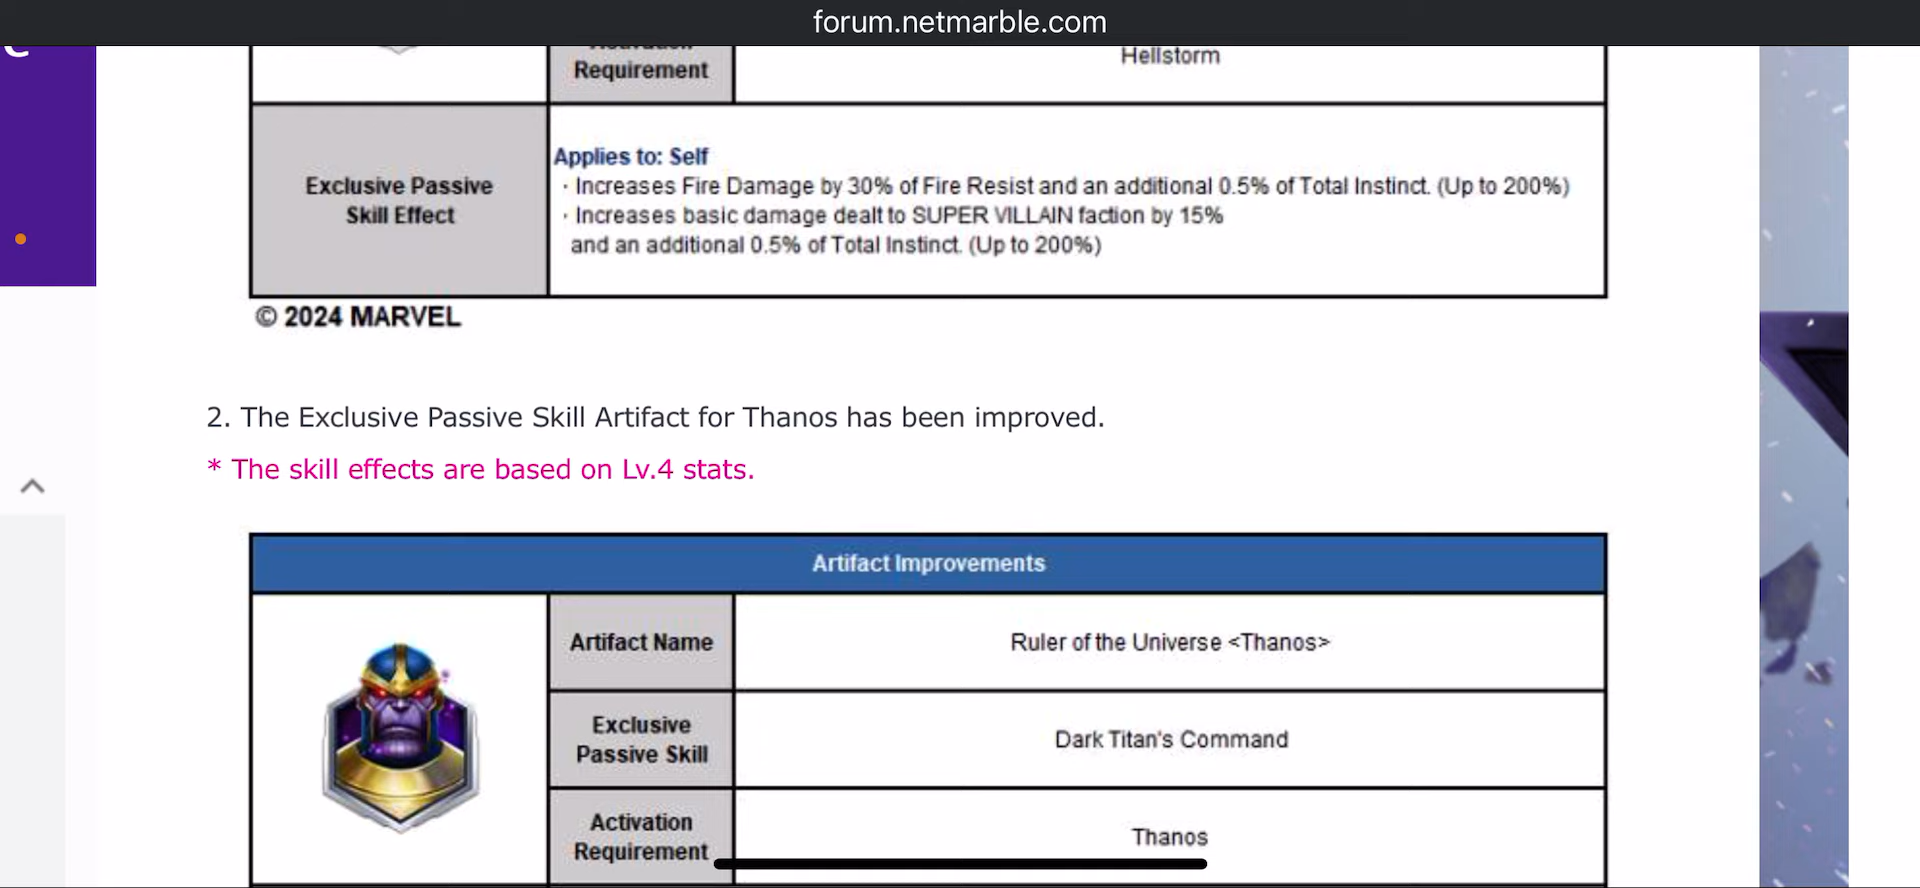 forum.netmarble.com
Requirement
Hellstorm
Exclusive Passive
Skill Effect
Applies to: Self
· Increases Fire Damage by 30% of Fire Resist and an additional 0.5% of Total Instinct. (Up to 200%)
· Increases basic damage dealt to SUPER VILLAIN faction by 15%
and an additional 0.5% of Total Instinct. (Up to 200%)
© 2024 MARVEL
2. The Exclusive Passive Skill Artifact for Thanos has been improved.
* The skill effects are based on Lv.4 stats.
Artifact Improvements
Artifact Name
Ruler of the Universe <Thanos>
Exclusive
Passive Skill
Dark Titan's Command
Activation
Requirement
Thanos